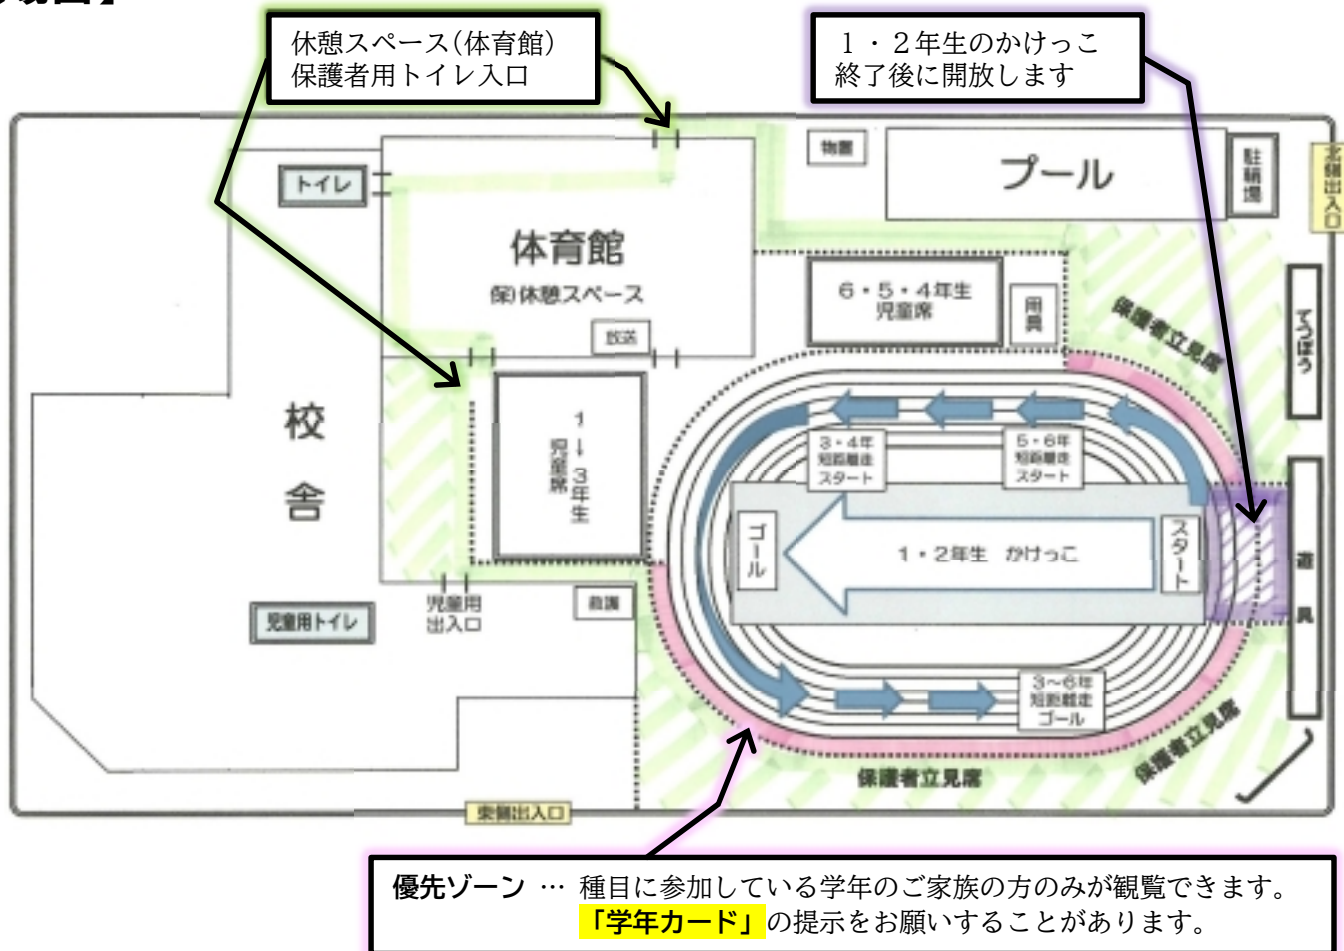 休憩スペース(体育館)
保護者用トイレ入口
1・2年生のかけっこ
終了後に開放します
物置
プール
駐輪場
北側出入口
トイレ
体育館
(保)休憩スペース
放送
6・5・4年生
児童席
用具
保護者立見席
てつぼう
校舎
1→3年生
児童席
3・4年
短距離走
スタート
5・6年
短距離走
スタート
ゴール
1・2年生 かけっこ
スタート
遊具
児童用トイレ
児童用
出入口
救護
3～6年
短距離走
ゴール
保護者立見席
保護者立見席
東側出入口
優先ゾーン … 種目に参加している学年のご家族の方のみが観覧できます。
「学年カード」の提示をお願いすることがあります。